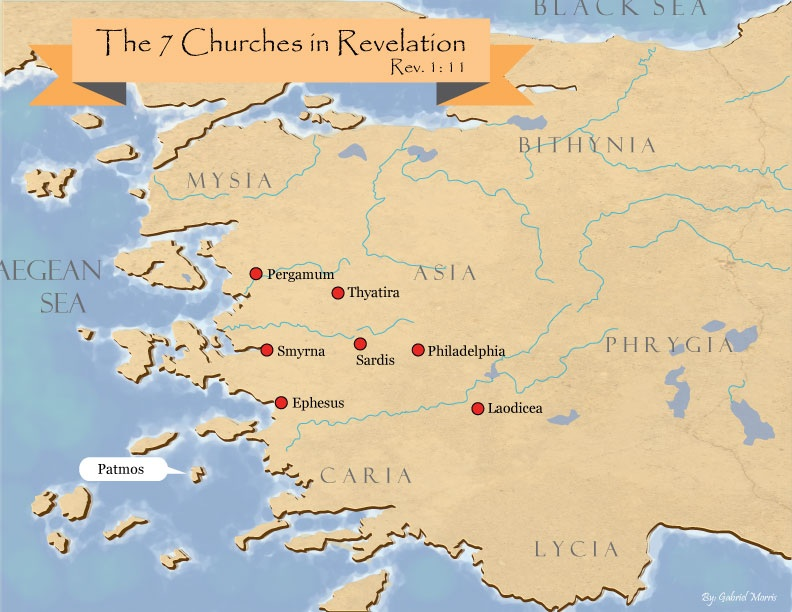 BLACK SEA
The 7 Churches in Revelation
Rev. 1:11
BITHYNIA
MYSIA
AEGEAN
SEA
ASIA
Pergamum
Thyatira
Smyrna
Sardis
Philadelphia
PHRYGIA
Ephesus
Laodicea
Patmos
CARIA
LYCIA
By: Gabriel Morris